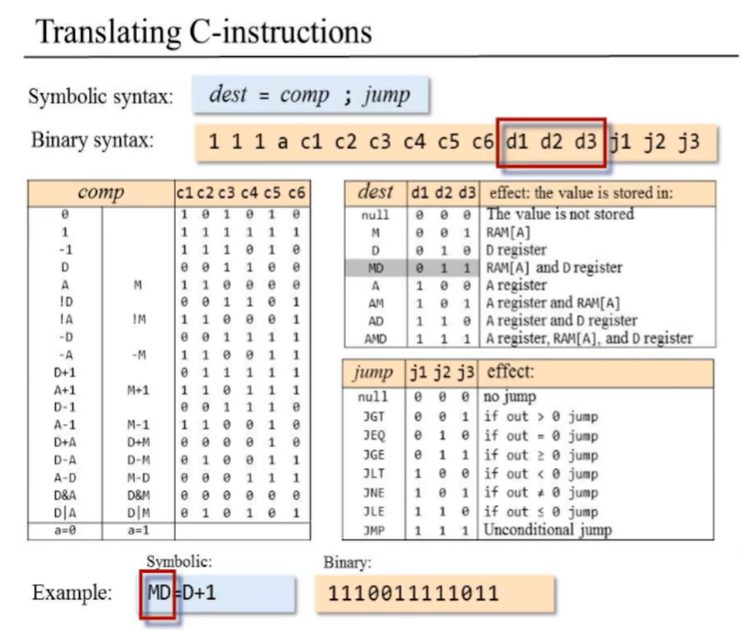 Translating C-instructions
Symbolic syntax: dest = comp ; jump
Binary syntax: 1 1 1 a c1 c2 c3 c4 c5 c6 d1 d2 d3 j1 j2 j3
comp c1 c2 c3 c4 c5 c6
0 1 0 1 0 1 0
1 1 1 1 1 1 1
-1 1 1 1 0 1 0
D 0 0 1 1 0 0
A M 1 1 0 0 0 0
!D 0 0 1 1 0 1
!A !M 1 1 0 0 0 1
-D 0 0 1 1 1 1
-A -M 1 1 0 0 1 1
D+1 0 1 1 1 1 1
A+1 M+1 1 1 0 1 1 1
D-1 0 0 1 1 1 0
A-1 M-1 1 1 0 0 1 0
D+A D+M 0 0 0 0 1 0
D-A D-M 0 1 0 0 1 1
A-D M-D 0 0 0 1 1 1
D&A D&M 0 0 0 0 0 0
D|A D|M 0 1 0 1 0 1
a=0 a=1
dest d1 d2 d3 effect: the value is stored in:
null 0 0 0 The value is not stored
M 0 0 1 RAM[A]
D 0 1 0 D register
MD 0 1 1 RAM[A] and D register
A 1 0 0 A register
AM 1 0 1 A register and RAM[A]
AD 1 1 0 A register and D register
AMD 1 1 1 A register, RAM[A], and D register
jump j1 j2 j3 effect:
null 0 0 0 no jump
JGT 0 0 1 if out > 0 jump
JEQ 0 1 0 if out = 0 jump
JGE 0 1 1 if out ≥ 0 jump
JLT 1 0 0 if out < 0 jump
JNE 1 0 1 if out ≠ 0 jump
JLE 1 1 0 if out ≤ 0 jump
JMP 1 1 1 Unconditional jump
Symbolic: Binary:
Example: MD=D+1 1110011111011